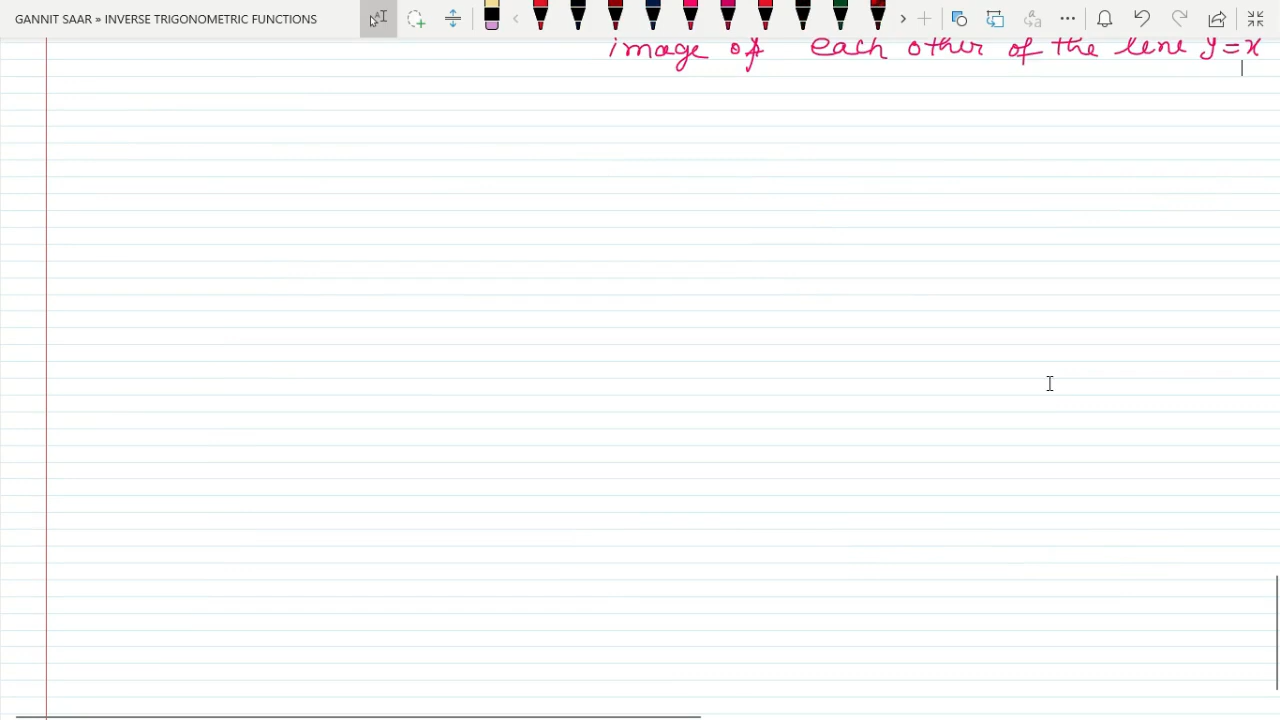 GANNIT SAAR » INVERSE TRIGONOMETRIC FUNCTIONS
image of each other of the line y=x